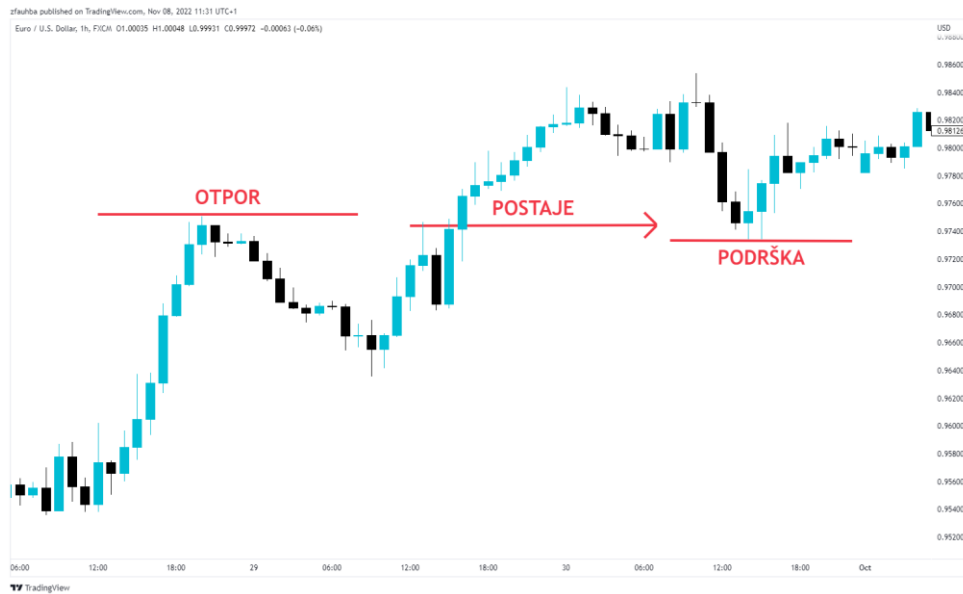 zfauhba published on TradingView.com, Nov 08, 2022 11:31 UTC+1
Euro / U.S. Dollar, 1h, FXCM O1.00035 H1.00048 L0.99931 C0.99972 −0.00063 (−0.06%)
USD
0.98800
0.98600
0.98400
0.98200
0.98126
0.98000
0.97800
0.97600
0.97400
0.97200
0.97000
0.96800
0.96600
0.96400
0.96200
0.96000
0.95800
0.95600
0.95400
0.95200
OTPOR
POSTAJE
PODRŠKA
06:00 12:00 18:00 29 06:00 12:00 18:00 30 06:00 12:00 18:00 Oct
TradingView